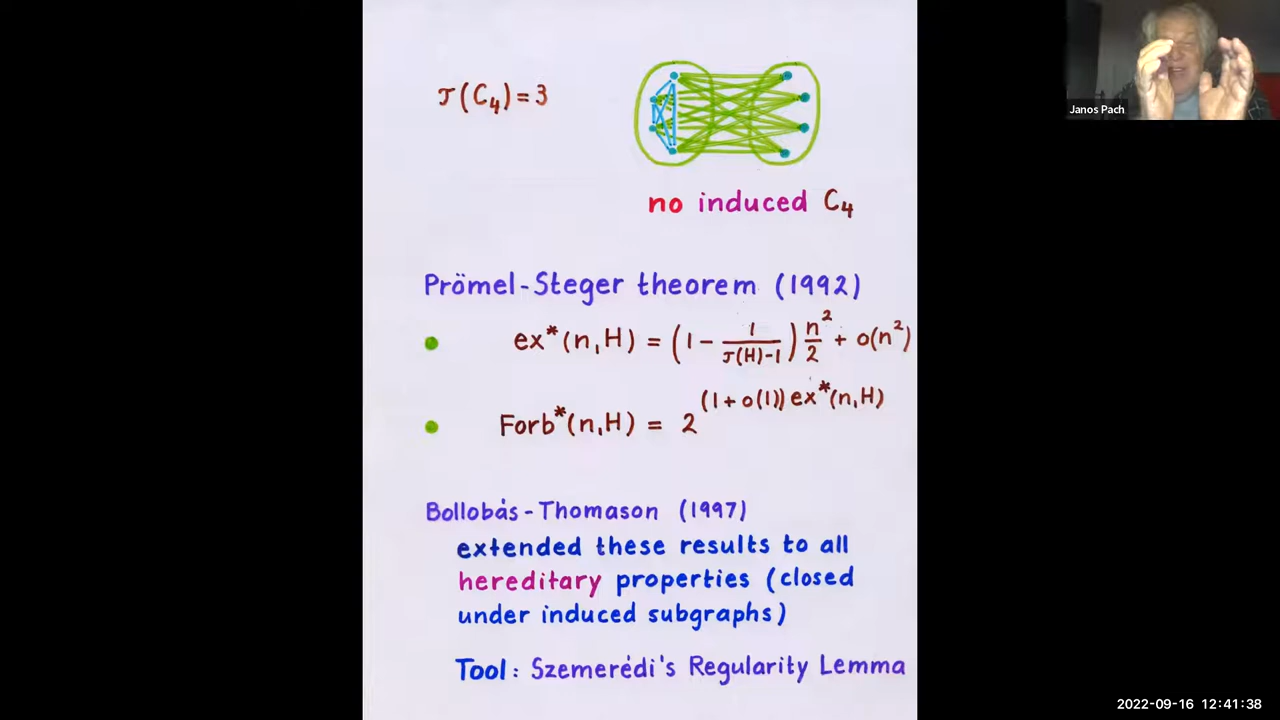 τ(C₄) = 3
no induced C₄
Prömel-Steger theorem (1992)
ex*(n,H) = (1 - 1/(τ(H)-1)) n²/2 + o(n²)
Forb*(n,H) = 2^((1+o(1)) ex*(n,H))
Bollobás-Thomason (1997)
extended these results to all
hereditary properties (closed
under induced subgraphs)
Tool: Szemerédi's Regularity Lemma
Janos Pach
2022-09-16 12:41:38